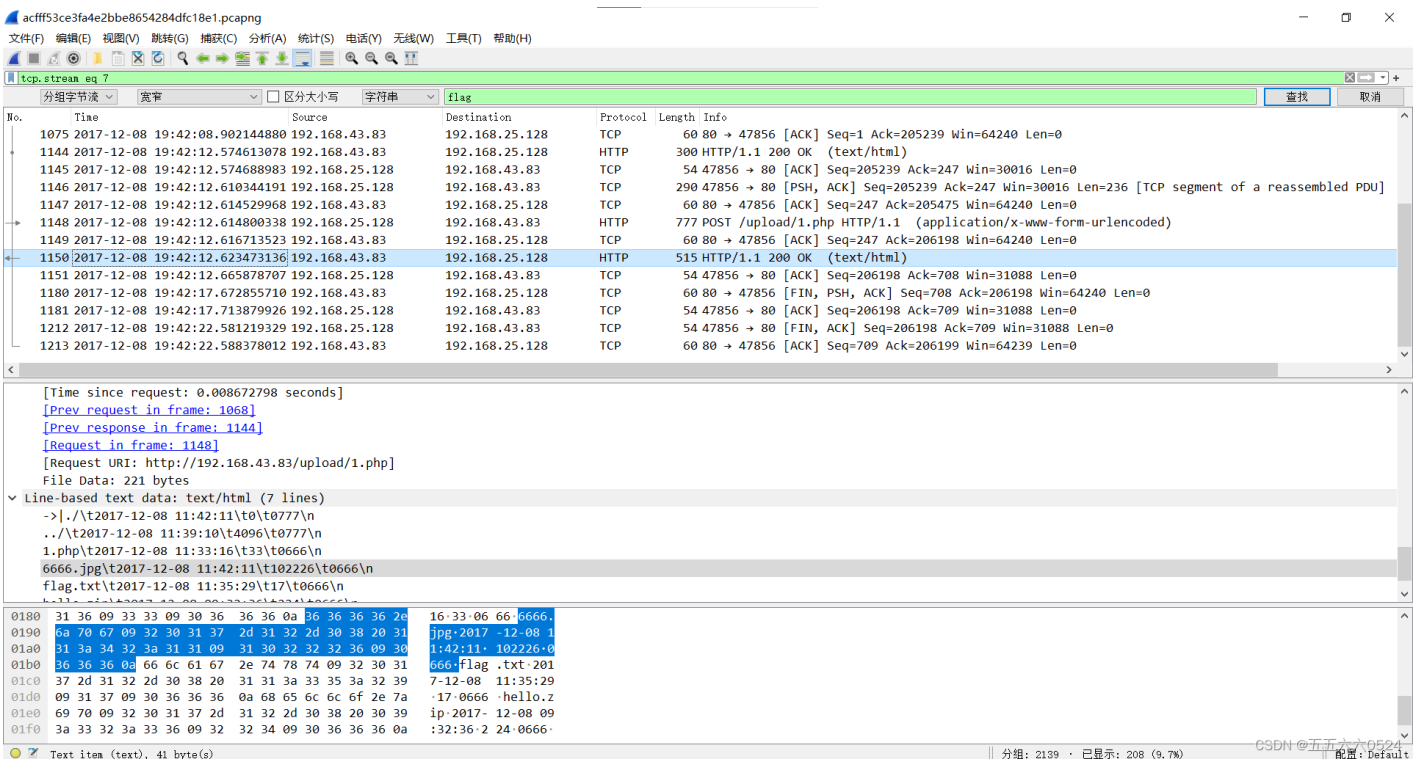 acfff53ce3fa4e2bbe8654284dfc18e1.pcapng
文件(F) 编辑(E) 视图(V) 跳转(G) 捕获(C) 分析(A) 统计(S) 电话(Y) 无线(W) 工具(T) 帮助(H)
tcp.stream eq 7
分组字节流 宽窄 区分大小写 字符串 flag 查找 取消
No. Time Source Destination Protocol Length Info
1075 2017-12-08 19:42:08.902144880 192.168.43.83 192.168.25.128 TCP 60 80 → 47856 [ACK] Seq=1 Ack=205239 Win=64240 Len=0
1144 2017-12-08 19:42:12.574613078 192.168.43.83 192.168.25.128 HTTP 300 HTTP/1.1 200 OK (text/html)
1145 2017-12-08 19:42:12.574688983 192.168.25.128 192.168.43.83 TCP 54 47856 → 80 [ACK] Seq=205239 Ack=247 Win=30016 Len=0
1146 2017-12-08 19:42:12.610344191 192.168.25.128 192.168.43.83 TCP 290 47856 → 80 [PSH, ACK] Seq=205239 Ack=247 Win=30016 Len=236 [TCP segment of a reassembled PDU]
1147 2017-12-08 19:42:12.614529968 192.168.43.83 192.168.25.128 TCP 60 80 → 47856 [ACK] Seq=247 Ack=205475 Win=64240 Len=0
1148 2017-12-08 19:42:12.614800338 192.168.25.128 192.168.43.83 HTTP 777 POST /upload/1.php HTTP/1.1 (application/x-www-form-urlencoded)
1149 2017-12-08 19:42:12.616713523 192.168.43.83 192.168.25.128 TCP 60 80 → 47856 [ACK] Seq=247 Ack=206198 Win=64240 Len=0
1150 2017-12-08 19:42:12.623473136 192.168.43.83 192.168.25.128 HTTP 515 HTTP/1.1 200 OK (text/html)
1151 2017-12-08 19:42:12.665878707 192.168.25.128 192.168.43.83 TCP 54 47856 → 80 [ACK] Seq=206198 Ack=708 Win=31088 Len=0
1180 2017-12-08 19:42:17.672855710 192.168.43.83 192.168.25.128 TCP 60 80 → 47856 [FIN, PSH, ACK] Seq=708 Ack=206198 Win=64240 Len=0
1181 2017-12-08 19:42:17.713879926 192.168.25.128 192.168.43.83 TCP 54 47856 → 80 [ACK] Seq=206198 Ack=709 Win=31088 Len=0
1212 2017-12-08 19:42:22.581219329 192.168.25.128 192.168.43.83 TCP 54 47856 → 80 [FIN, ACK] Seq=206198 Ack=709 Win=31088 Len=0
1213 2017-12-08 19:42:22.588378012 192.168.43.83 192.168.25.128 TCP 60 80 → 47856 [ACK] Seq=709 Ack=206199 Win=64239 Len=0
[Time since request: 0.008672798 seconds]
[Prev request in frame: 1068]
[Prev response in frame: 1144]
[Request in frame: 1148]
[Request URI: http://192.168.43.83/upload/1.php]
File Data: 221 bytes
Line-based text data: text/html (7 lines)
->|./\t2017-12-08 11:42:11\t0\t0777\n
../\t2017-12-08 11:39:10\t4096\t0777\n
1.php\t2017-12-08 11:33:16\t33\t0666\n
6666.jpg\t2017-12-08 11:42:11\t102226\t0666\n
flag.txt\t2017-12-08 11:35:29\t17\t0666\n
hello.zip\t2017-12-08 09:32:36\t224\t0666\n
0180 31 36 09 33 33 09 30 36 36 36 0a 36 36 36 36 2e 16·33·06 66·6666.
0190 6a 70 67 09 32 30 31 37 2d 31 32 2d 30 38 20 31 jpg·2017 -12-08 1
01a0 31 3a 34 32 3a 31 31 09 31 30 32 32 32 36 09 30 1:42:11· 102226·0
01b0 36 36 36 0a 66 6c 61 67 2e 74 78 74 09 32 30 31 666·flag .txt·201
01c0 37 2d 31 32 2d 30 38 20 31 31 3a 33 35 3a 32 39 7-12-08 11:35:29
01d0 09 31 37 09 30 36 36 36 0a 68 65 6c 6c 6f 2e 7a ·17·0666 ·hello.z
01e0 69 70 09 32 30 31 37 2d 31 32 2d 30 38 20 30 39 ip·2017- 12-08 09
01f0 3a 33 32 3a 33 36 09 32 32 34 09 30 36 36 36 0a :32:36·2 24·0666·
Text item (text), 41 byte(s) 分组: 2139 · 已显示: 208 (9.7%) 配置: Default
CSDN @五五六六0524